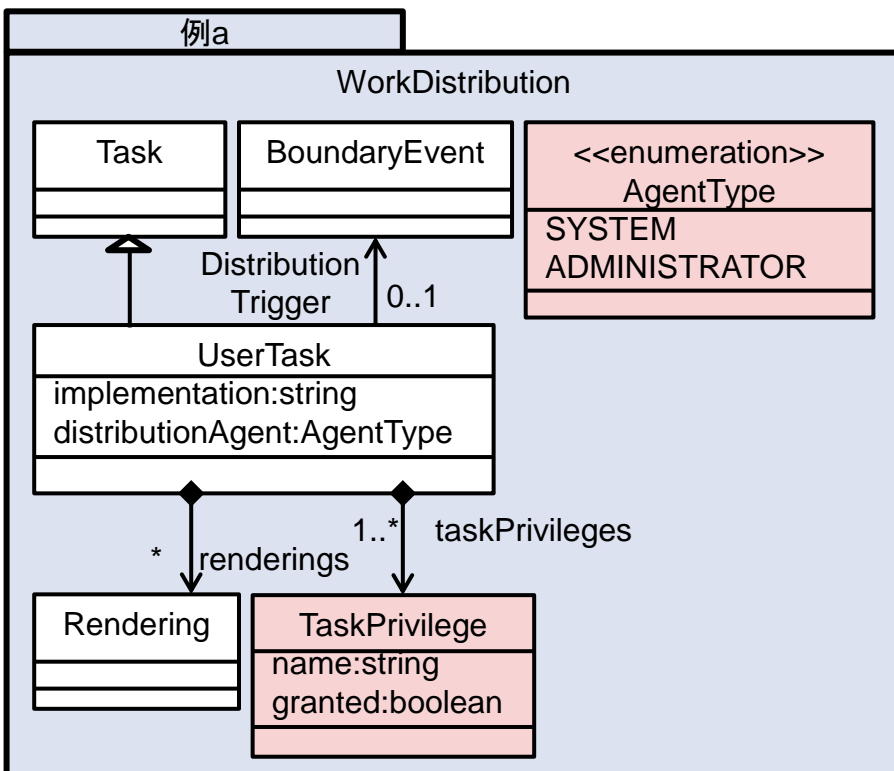 例a
WorkDistribution
Task
BoundaryEvent
<<enumeration>>
AgentType
SYSTEM
ADMINISTRATOR
Distribution
Trigger
0..1
UserTask
implementation:string
distributionAgent:AgentType
1..*
taskPrivileges
*
renderings
Rendering
TaskPrivilege
name:string
granted:boolean